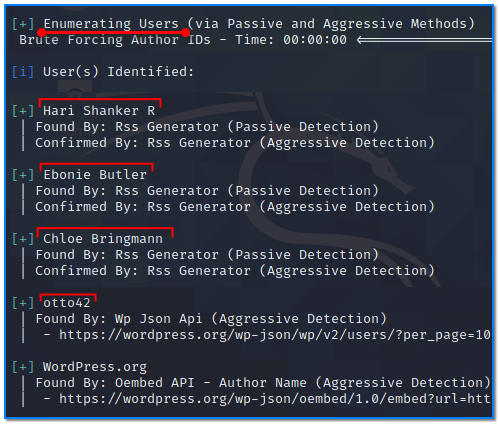 [+] Enumerating Users (via Passive and Aggressive Methods)
Brute Forcing Author IDs - Time: 00:00:00 <==================
[i] User(s) Identified:
[+] Hari Shanker R
| Found By: Rss Generator (Passive Detection)
| Confirmed By: Rss Generator (Aggressive Detection)
[+] Ebonie Butler
| Found By: Rss Generator (Passive Detection)
| Confirmed By: Rss Generator (Aggressive Detection)
[+] Chloe Bringmann
| Found By: Rss Generator (Passive Detection)
| Confirmed By: Rss Generator (Aggressive Detection)
[+] otto42
| Found By: Wp Json Api (Aggressive Detection)
|  - https://wordpress.org/wp-json/wp/v2/users/?per_page=10
[+] WordPress.org
| Found By: Oembed API - Author Name (Aggressive Detection)
|  - https://wordpress.org/wp-json/oembed/1.0/embed?url=htt